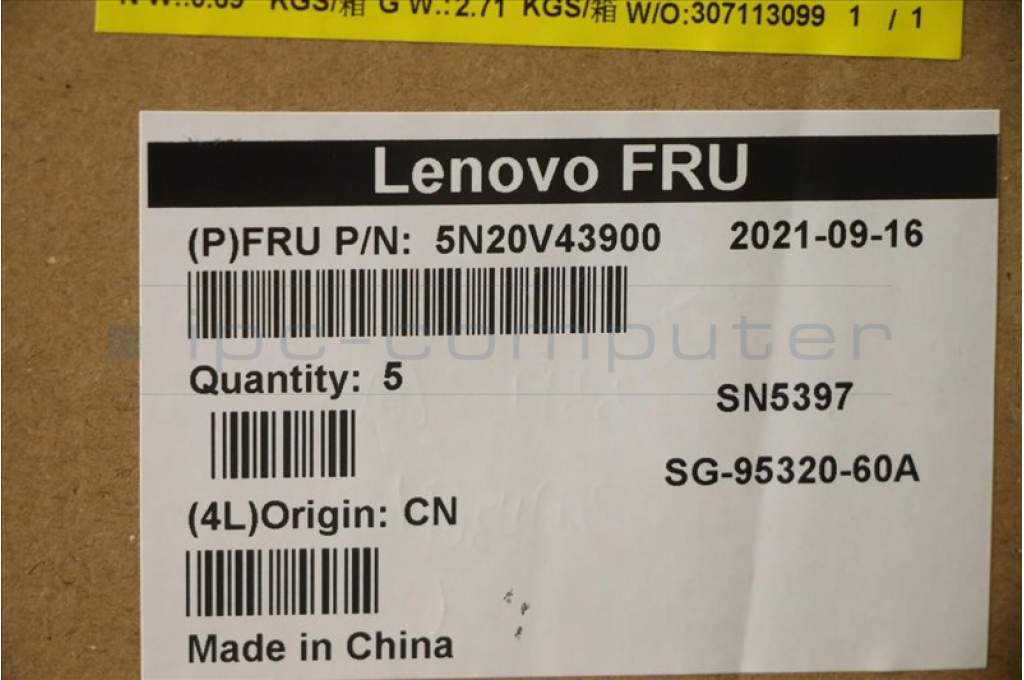 KGS/箱 G W.:2.71 KGS/箱 W/O:307113099 1 / 1
Lenovo FRU
(P)FRU P/N: 5N20V43900 2021-09-16
ipc-computer
Quantity: 5
SN5397
SG-95320-60A
(4L)Origin: CN
Made in China